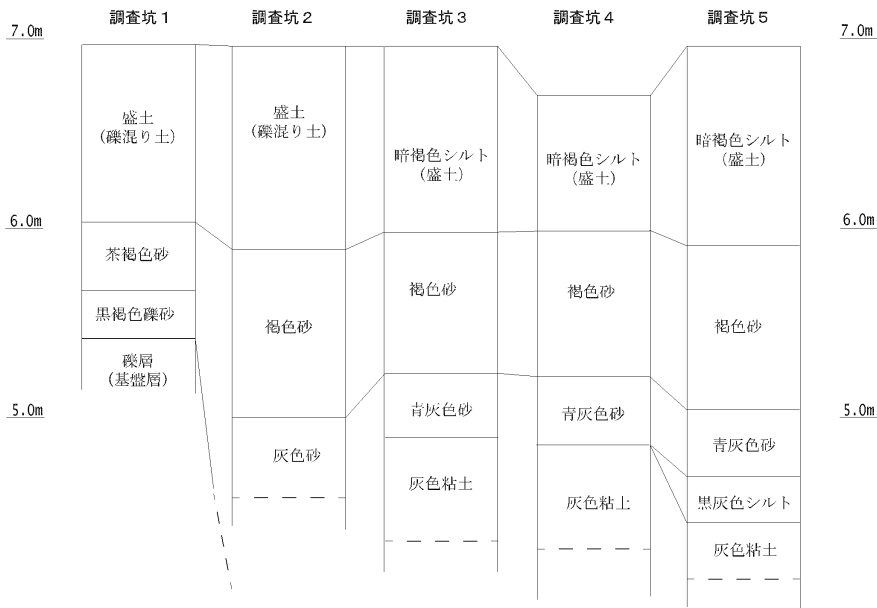 調査坑1
調査坑2
調査坑3
調査坑4
調査坑5
7.0m
7.0m
盛土
(礫混り土)
盛土
(礫混り土)
暗褐色シルト
(盛土)
暗褐色シルト
(盛土)
暗褐色シルト
(盛土)
6.0m
6.0m
茶褐色砂
黒褐色礫砂
礫層
(基盤層)
褐色砂
褐色砂
褐色砂
褐色砂
5.0m
5.0m
灰色砂
青灰色砂
灰色粘土
青灰色砂
灰色粘土
青灰色砂
黒灰色シルト
灰色粘土